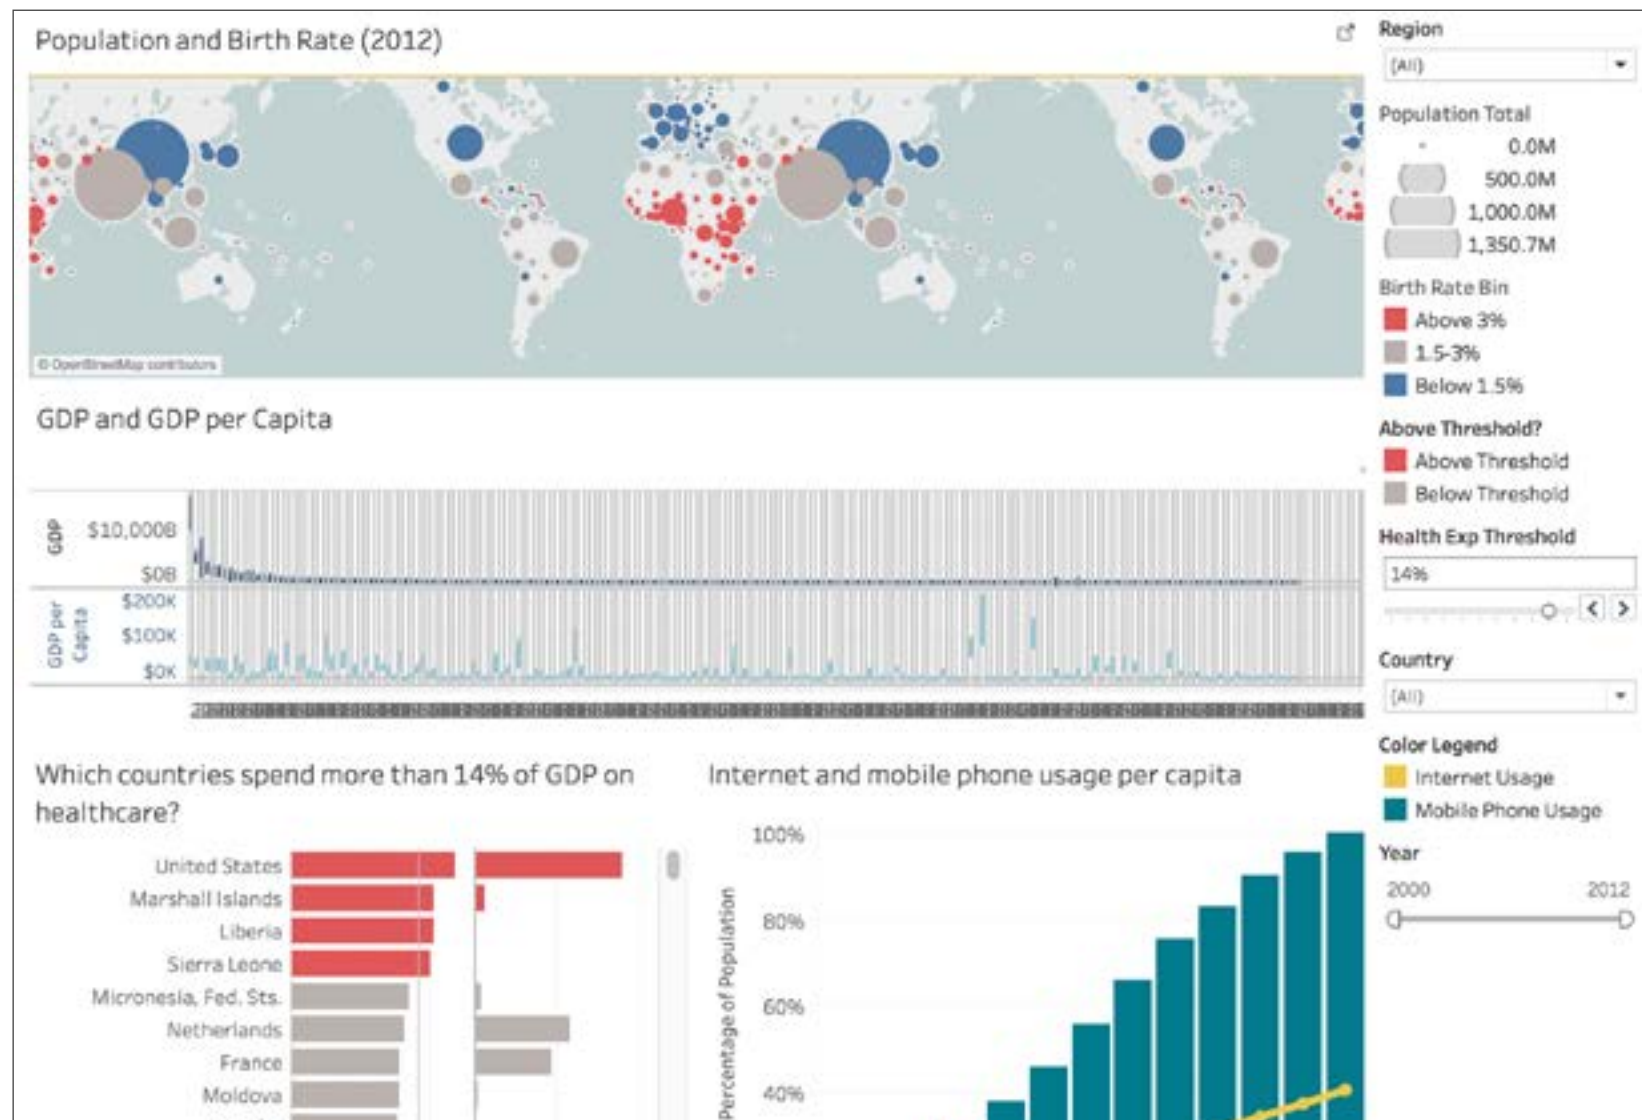 Population and Birth Rate (2012)
© OpenStreetMap contributors
GDP and GDP per Capita
GDP
$10,000B
$0B
GDP per
Capita
$200K
$100K
$0K
Which countries spend more than 14% of GDP on
healthcare?
United States
Marshall Islands
Liberia
Sierra Leone
Micronesia, Fed. Sts.
Netherlands
France
Moldova
Internet and mobile phone usage per capita
Percentage of Population
100%
80%
60%
40%
Region
(All)
Population Total
0.0M
500.0M
1,000.0M
1,350.7M
Birth Rate Bin
Above 3%
1.5-3%
Below 1.5%
Above Threshold?
Above Threshold
Below Threshold
Health Exp Threshold
14%
Country
(All)
Color Legend
Internet Usage
Mobile Phone Usage
Year
2000 2012